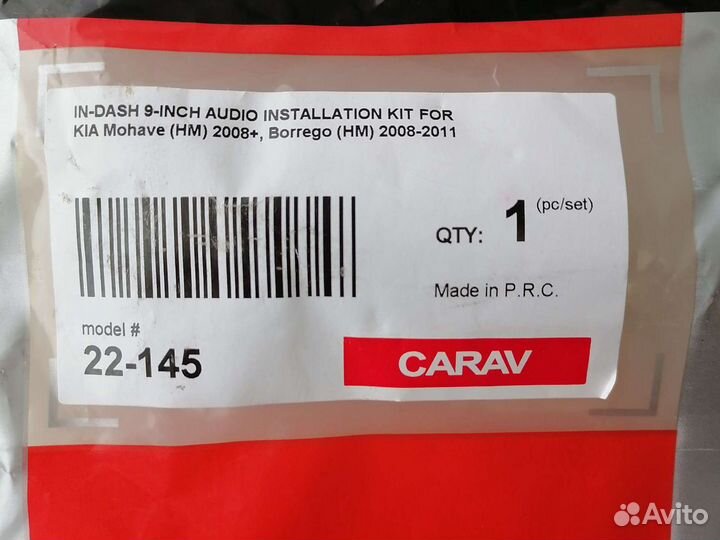 IN-DASH 9-INCH AUDIO INSTALLATION KIT FOR
KIA Mohave (HM) 2008+, Borrego (HM) 2008-2011
QTY: 1 (pc/set)
Made in P.R.C.
model #
22-145
CARAV
Avito